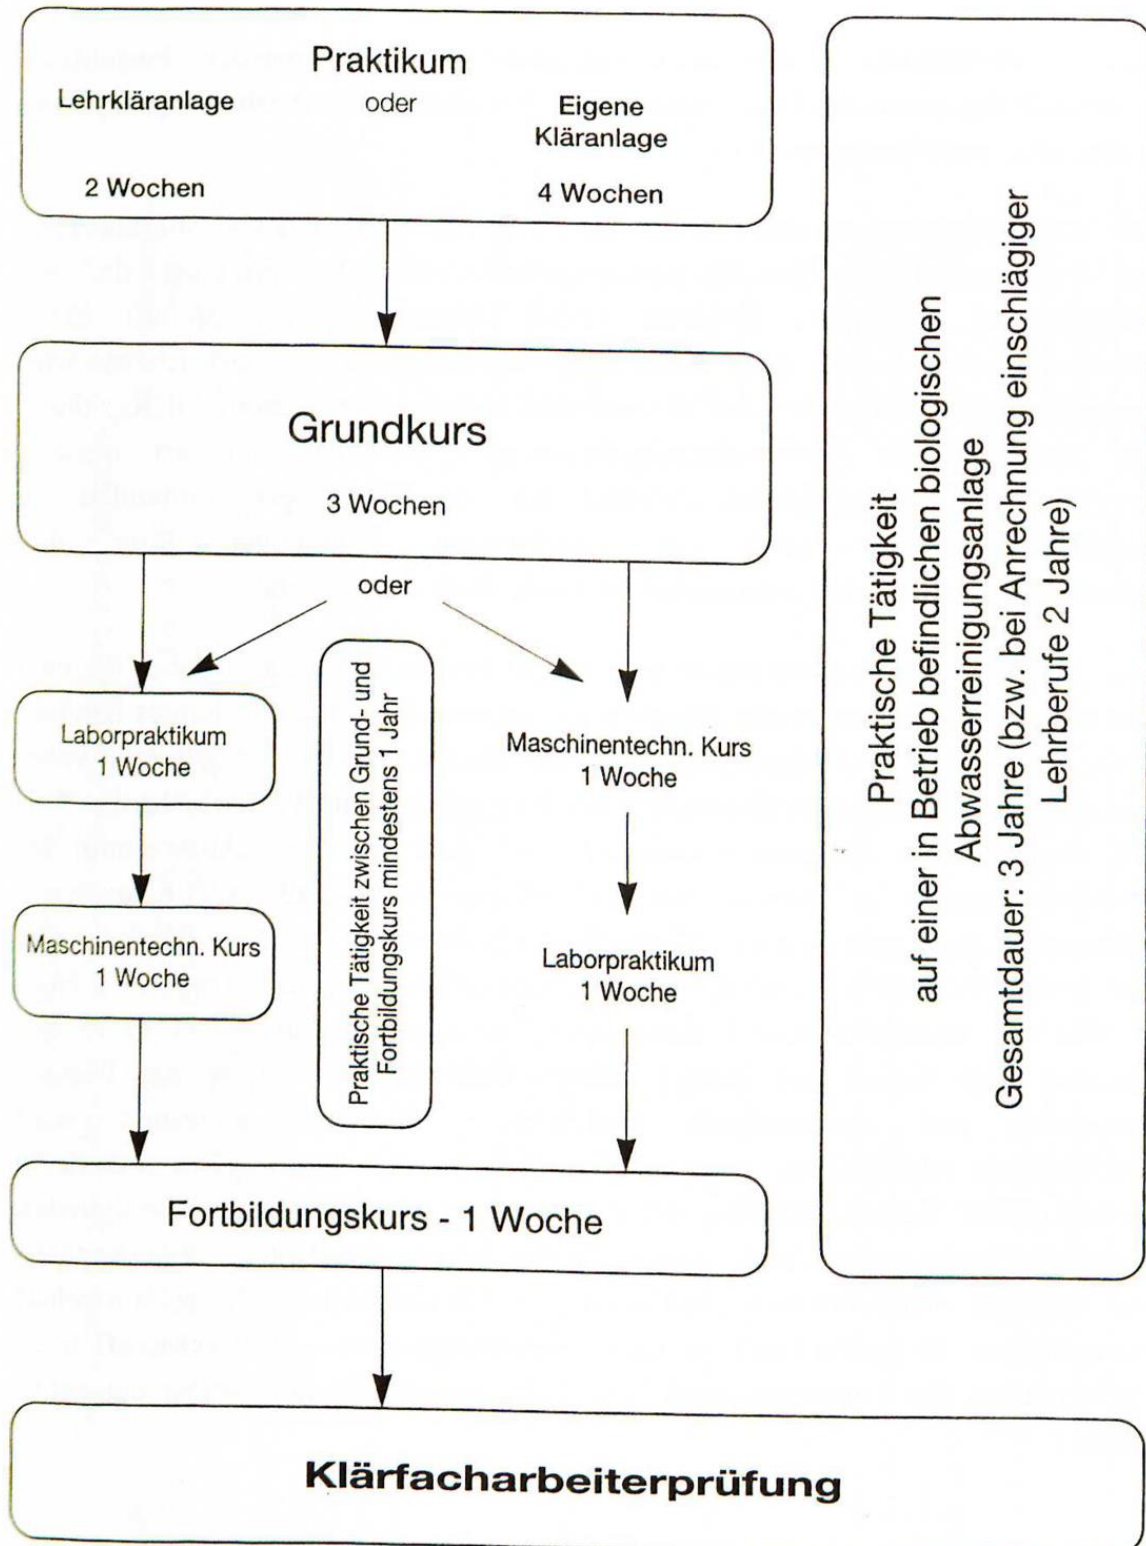 Praktikum
Lehrkläranlage oder Eigene
Kläranlage
2 Wochen 4 Wochen
Grundkurs
3 Wochen
oder
Laborpraktikum
1 Woche
Maschinentechn. Kurs
1 Woche
Praktische Tätigkeit zwischen Grund- und
Fortbildungskurs mindestens 1 Jahr
Maschinentechn. Kurs
1 Woche
Laborpraktikum
1 Woche
Fortbildungskurs - 1 Woche
Klärfacharbeiterprüfung
Praktische Tätigkeit
auf einer in Betrieb befindlichen biologischen
Abwasserreinigungsanlage
Gesamtdauer: 3 Jahre (bzw. bei Anrechnung einschlägiger
Lehrberufe 2 Jahre)